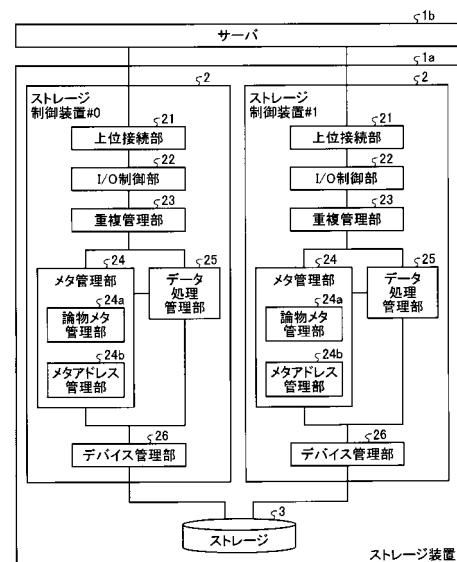 1b
サーバ
1a
2
ストレージ
制御装置#0
21
上位接続部
22
I/O制御部
23
重複管理部
24
メタ管理部
25
データ
処理
管理部
24a
論物メタ
管理部
24b
メタアドレス
管理部
26
デバイス管理部
2
ストレージ
制御装置#1
21
上位接続部
22
I/O制御部
23
重複管理部
24
メタ管理部
25
データ
処理
管理部
24a
論物メタ
管理部
24b
メタアドレス
管理部
26
デバイス管理部
3
ストレージ
ストレージ装置